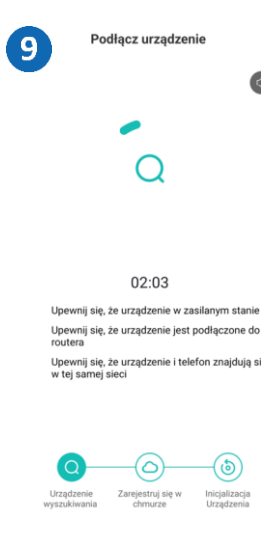 9
Podłącz urządzenie
02:03
Upewnij się, że urządzenie w zasilanym stanie
Upewnij się, że urządzenie jest podłączone do
routera
Upewnij się, że urządzenie i telefon znajdują si
w tej samej sieci
Urządzenie
wyszukiwania
Zarejestruj się w
chmurze
Inicjalizacja
Urządzenia